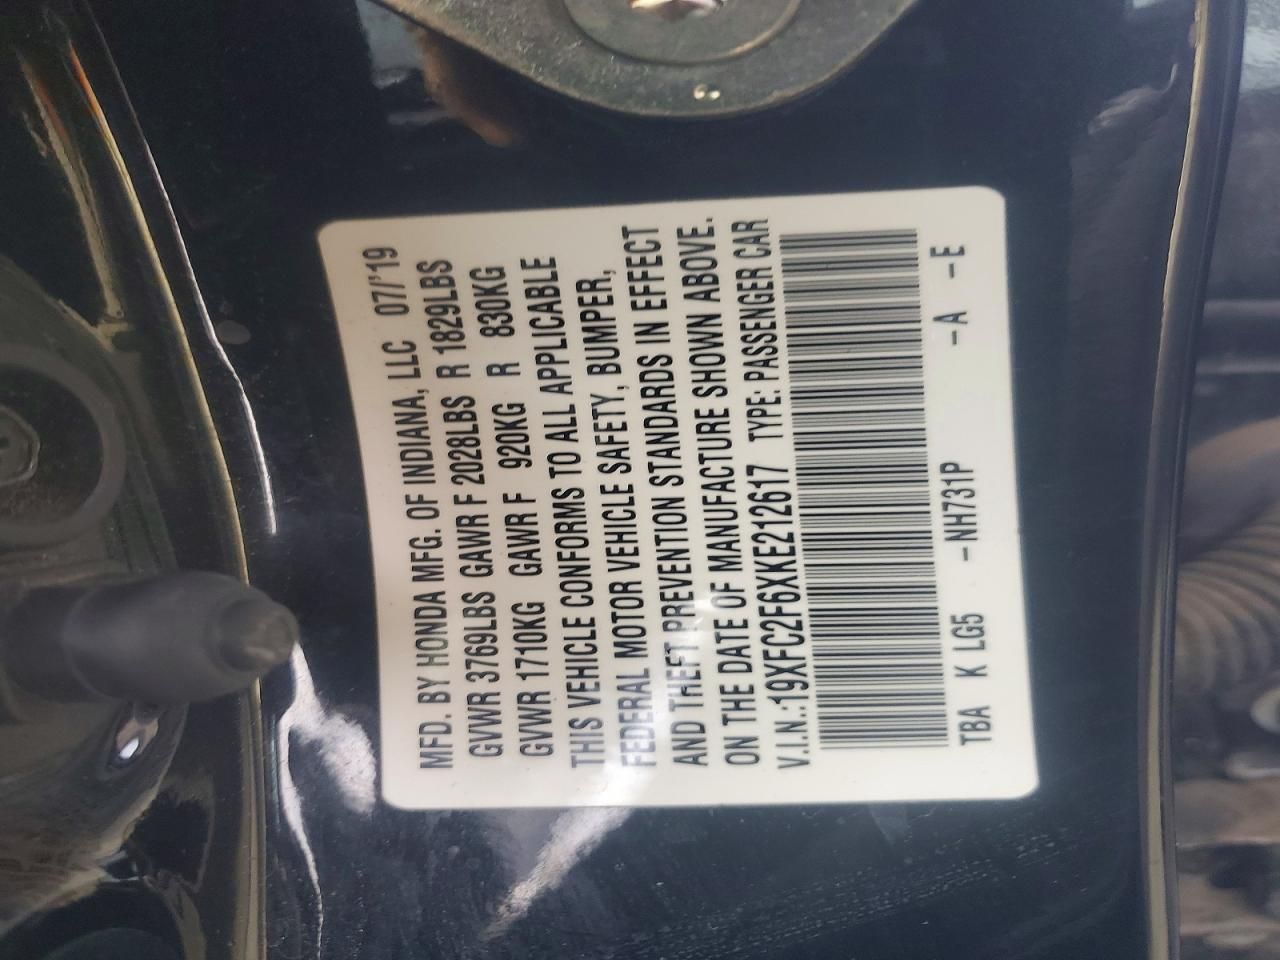 MFD. BY HONDA MFG. OF INDIANA, LLC 07/'19
GVWR 3769LBS GAWR F 2028LBS R 1829LBS
GVWR 1710KG GAWR F 920KG R 830KG
THIS VEHICLE CONFORMS TO ALL APPLICABLE
FEDERAL MOTOR VEHICLE SAFETY, BUMPER,
AND THEFT PREVENTION STANDARDS IN EFFECT
ON THE DATE OF MANUFACTURE SHOWN ABOVE.
V.I.N.:19XFC2F6XKE212617 TYPE: PASSENGER CAR
TBA K LG5 -NH731P -A -E